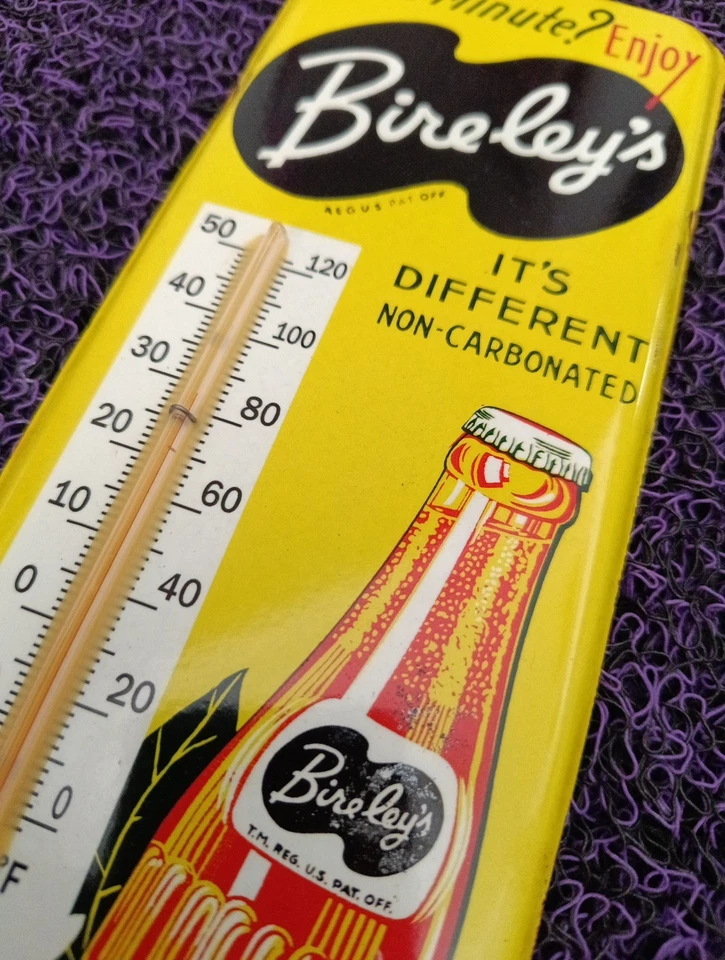 Minute? Enjoy
Bireley's
REG US PAT OFF
IT'S
DIFFERENT
NON-CARBONATED
50
120
40
100
30
80
20
60
10
40
0
20
0
°F
Bireley's
T.M. REG. U.S. PAT. OFF.